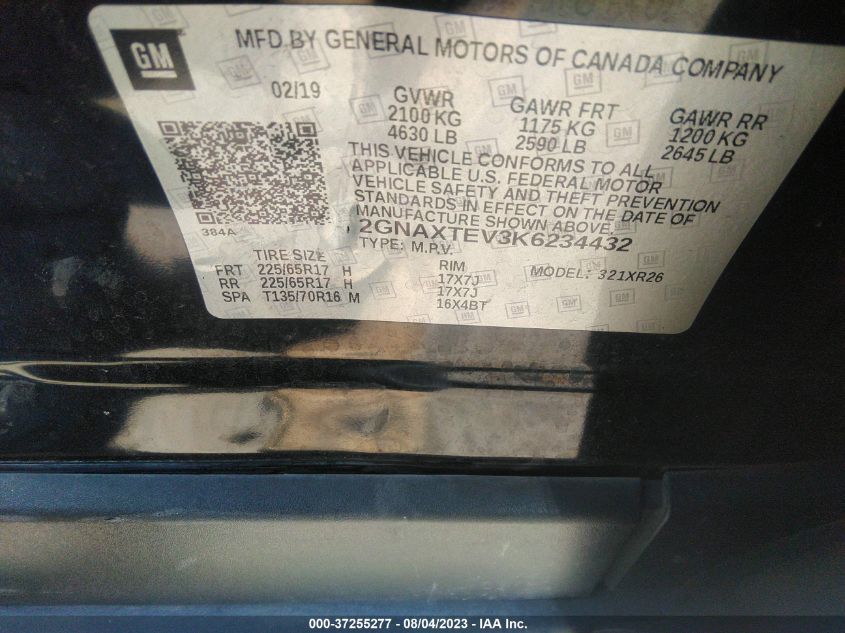 GM
MFD BY GENERAL MOTORS OF CANADA COMPANY
02/19
GVWR
2100 KG
4630 LB
GAWR FRT
1175 KG
2590 LB
GAWR RR
1200 KG
2645 LB
THIS VEHICLE CONFORMS TO ALL
APPLICABLE U.S. FEDERAL MOTOR
VEHICLE SAFETY AND THEFT PREVENTION
STANDARDS IN EFFECT ON THE DATE OF
MANUFACTURE SHOWN ABOVE.
384A
2GNAXTEV3K6234432
TYPE: M.P.V.
TIRE SIZE
RIM
MODEL: 321XR26
FRT 225/65R17 H 17X7J
RR 225/65R17 H 17X7J
SPA T135/70R16 M 16X4BT
000-37255277 - 08/04/2023 - IAA Inc.